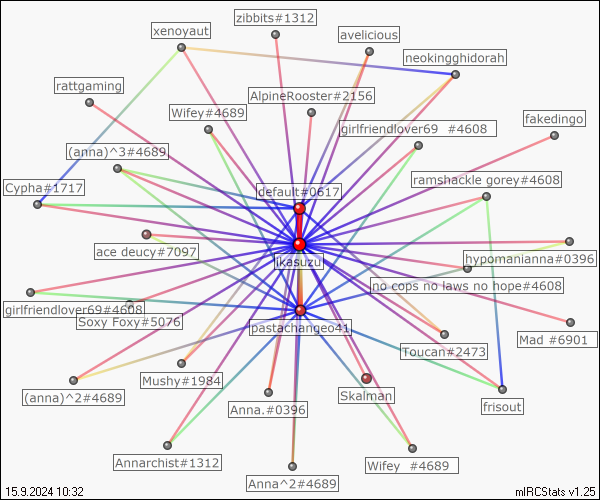 zibbits#1312
xenoyaut
avelicious
neokingghidorah
rattgaming
AlpineRooster#2156
Wifey#4689
fakedingo
girlfriendlover69 #4608
(anna)^3#4689
ramshackle gorey#4608
Cypha#1717
default#0617
ace deucy#7097
ikasuzu
hypomanianna#0396
no cops no laws no hope#4608
girlfriendlover69#4608
Soxy Foxy#5076
pastachangeo41
Mad #6901
Toucan#2473
Mushy#1984
(anna)^2#4689
Skalman
Anna.#0396
frisout
Annarchist#1312
Wifey #4689
Anna^2#4689
15.9.2024 10:32
mIRCStats v1.25